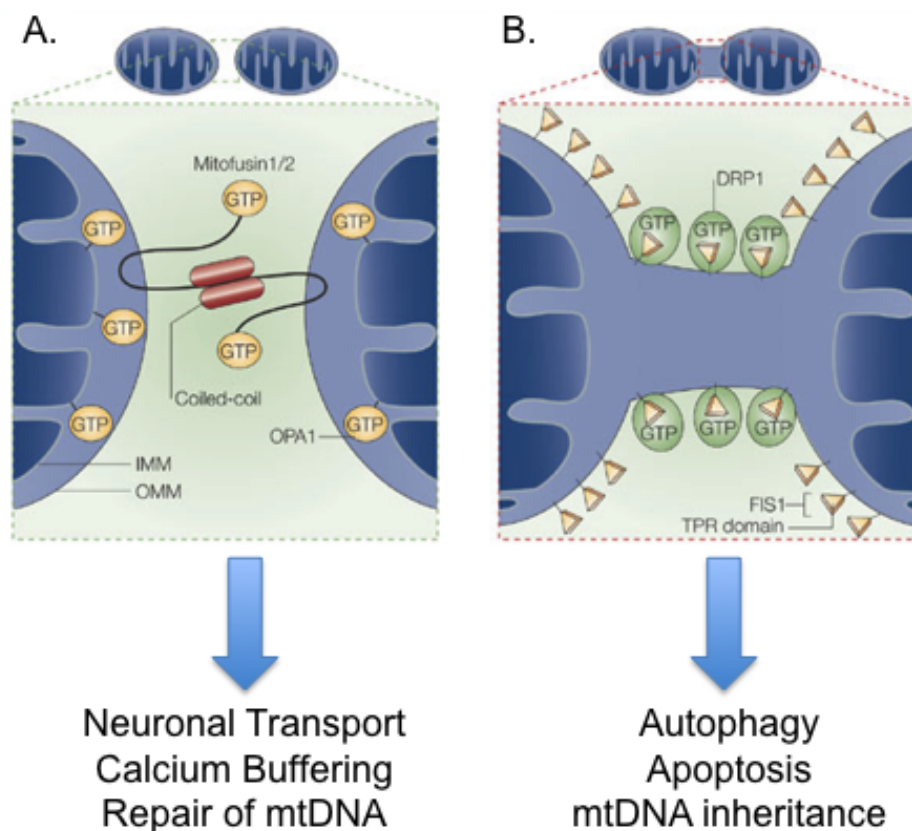 A.
Mitofusin1/2
GTP
GTP
GTP
GTP
GTP
GTP
Coiled-coil
GTP
OPA1
IMM
OMM
Neuronal Transport
Calcium Buffering
Repair of mtDNA
B.
DRP1
GTP
GTP
GTP
GTP
GTP
GTP
FIS1
TPR domain
Autophagy
Apoptosis
mtDNA inheritance